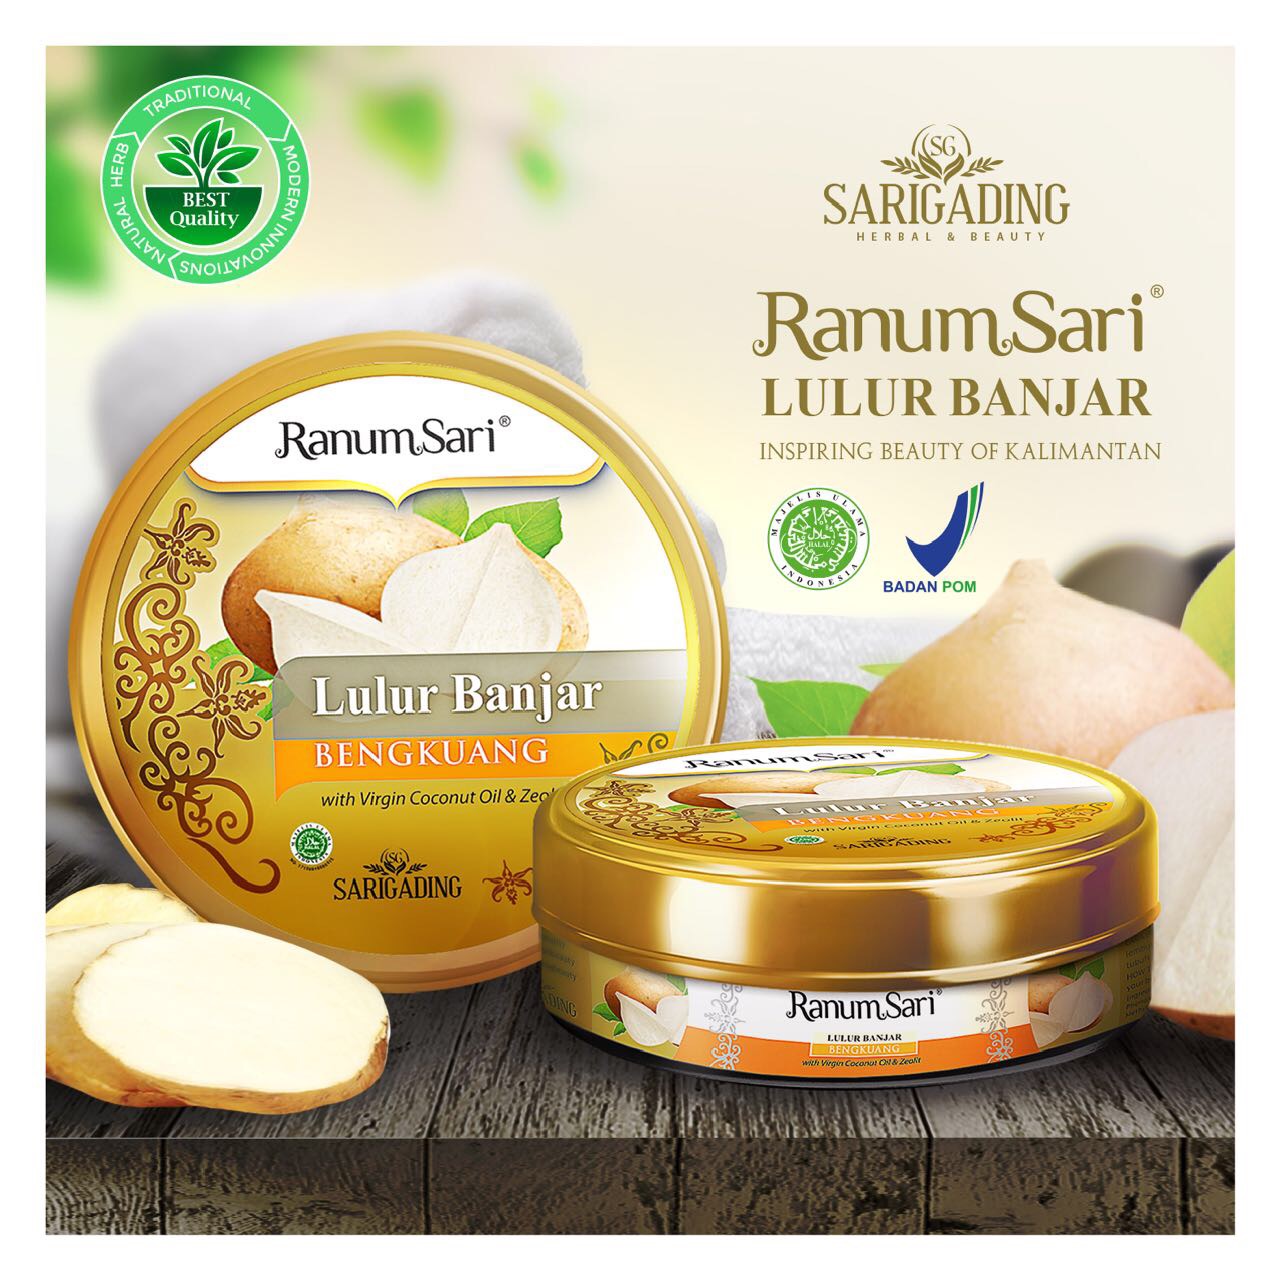 TRADITIONAL
MODERN INNOVATIONS
NATURAL HERB
BEST
Quality
SG
SARIGADING
HERBAL & BEAUTY
RanumSari®
LULUR BANJAR
INSPIRING BEAUTY OF KALIMANTAN
MAJELIS ULAMA
حلال
HALAL
INDONESIA
BADAN POM
RanumSari®
Lulur Banjar
BENGKUANG
with Virgin Coconut Oil &
SG
SARIGADING
RanumSari®
Lulur Banjar
BENGKUANG
with Virgin Coconut Oil & Zeolit
SARIGADING
RanumSari®
LULUR BANJAR
BENGKUANG
with Virgin Coconut Oil & Zeolit